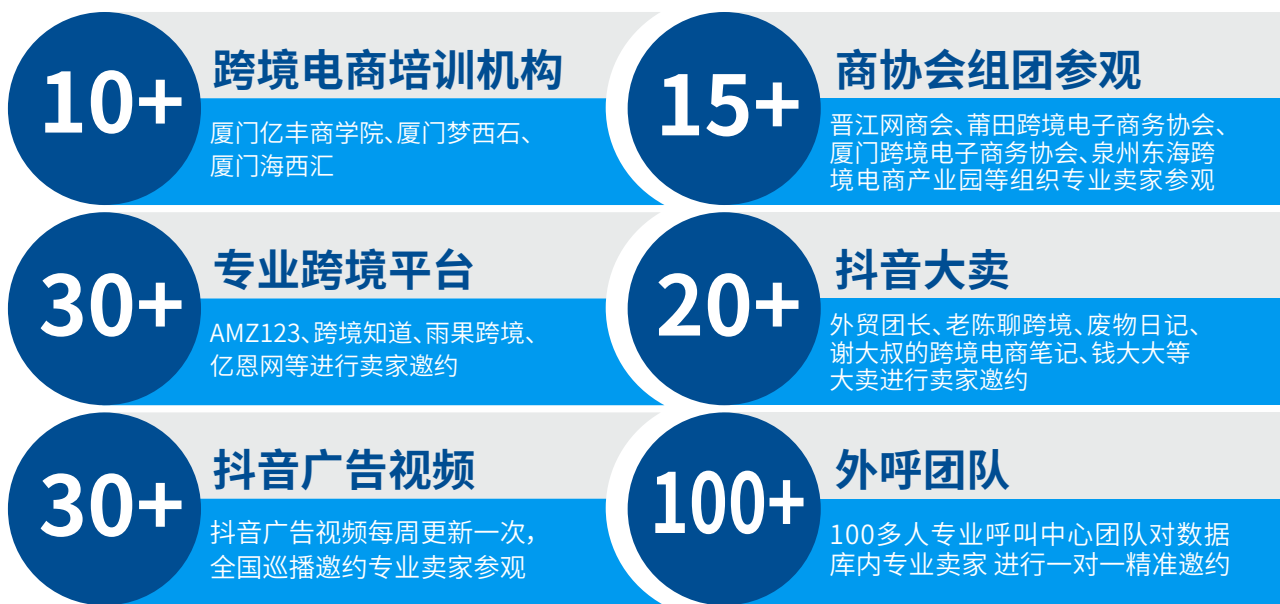 10+
跨境电商培训机构
厦门亿丰商学院、厦门梦西石、
厦门海西汇
15+
商协会组团参观
晋江网商会、莆田跨境电子商务协会、
厦门跨境电子商务协会、泉州东海跨
境电商产业园等组织专业卖家参观
30+
专业跨境平台
AMZ123、跨境知道、雨果跨境、
亿恩网等进行卖家邀约
20+
抖音大卖
外贸团长、老陈聊跨境、废物日记、
谢大叔的跨境电商笔记、钱大大等
大卖进行卖家邀约
30+
抖音广告视频
抖音广告视频每周更新一次，
全国巡播邀约专业卖家参观
100+
外呼团队
100多人专业呼叫中心团队对数据
库内专业卖家 进行一对一精准邀约